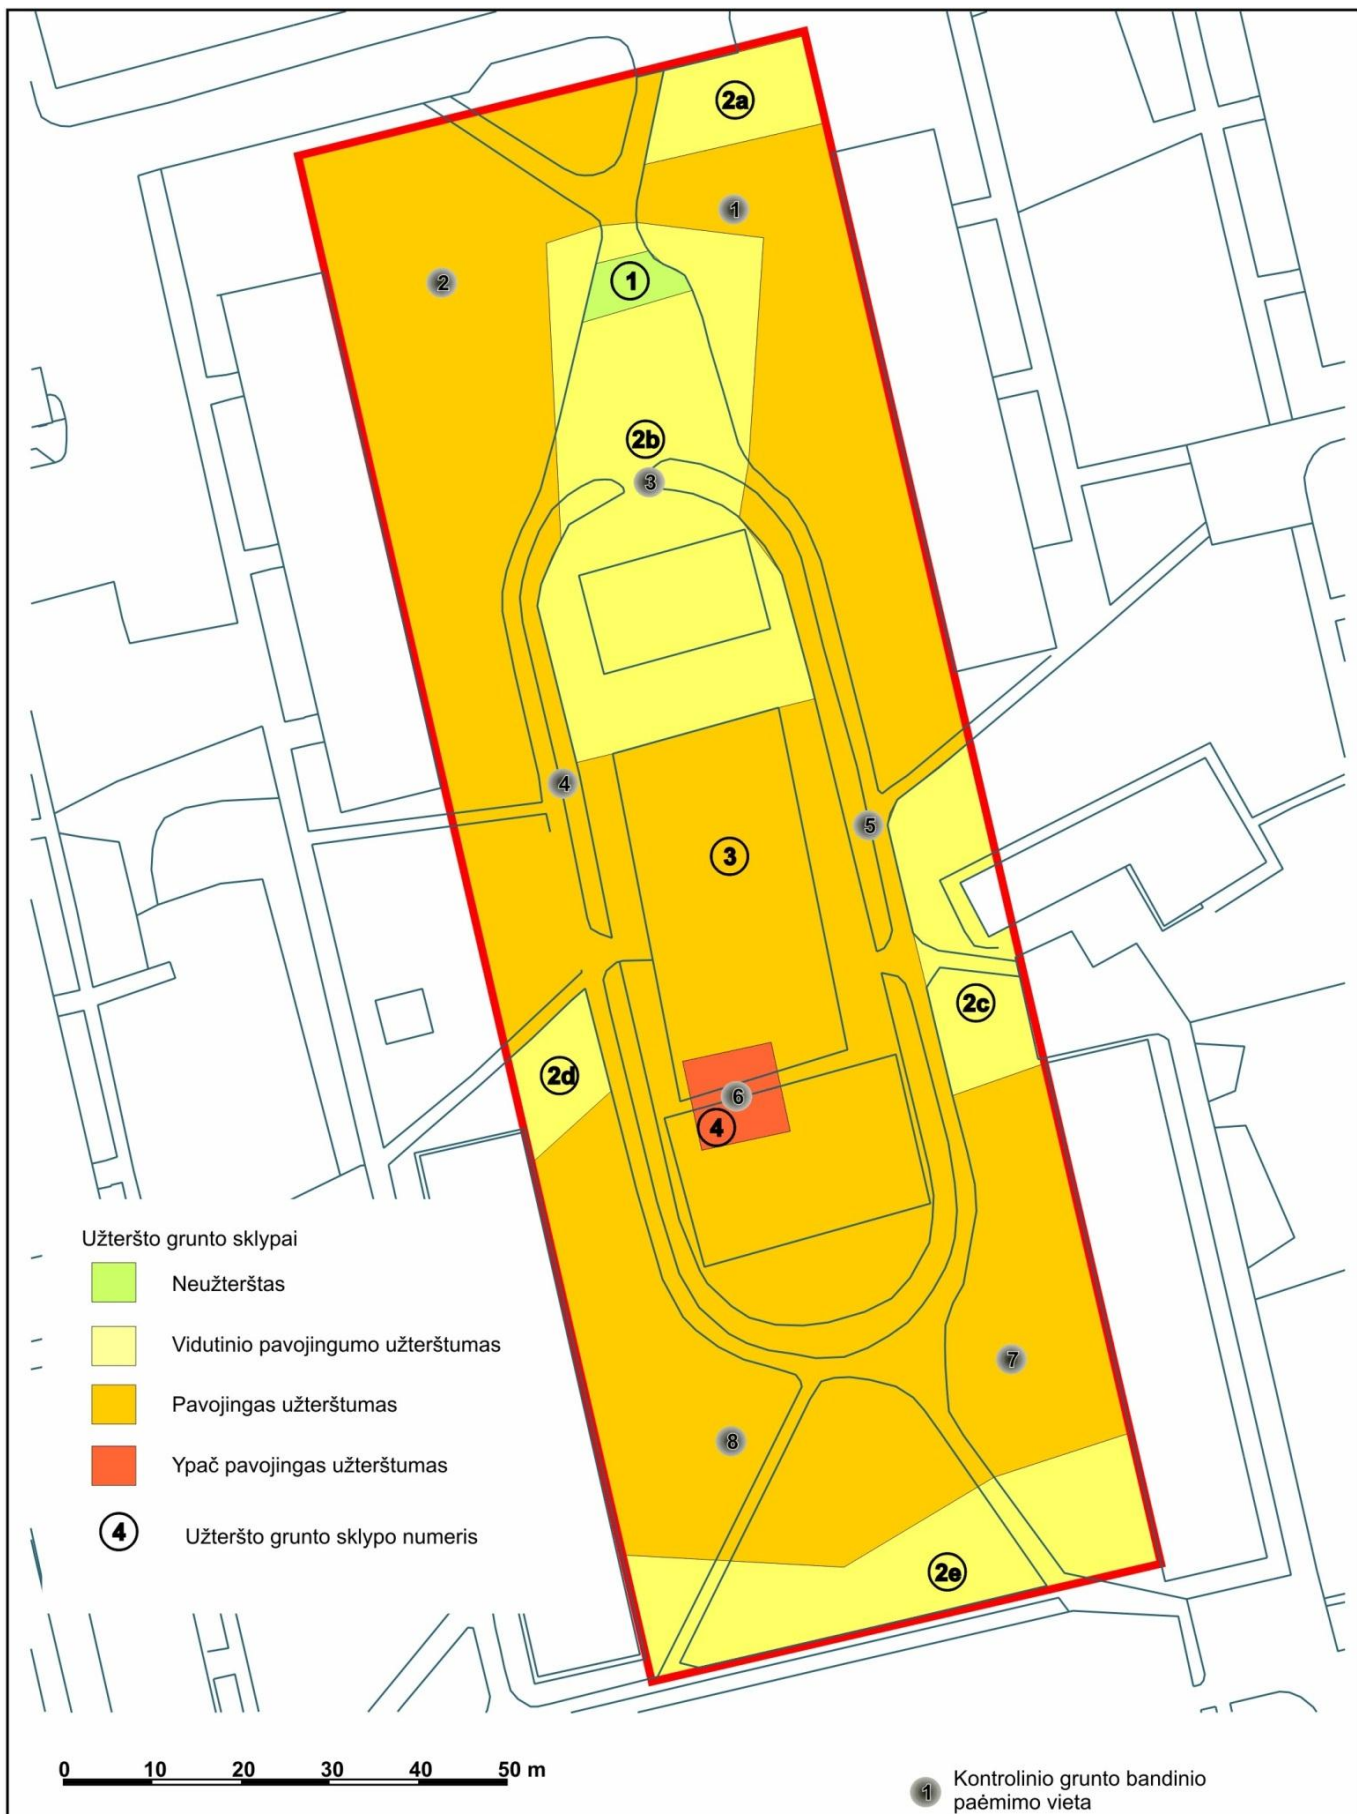 2a
1
2
1
2b
3
4
5
3
2c
2d
6
4
7
8
2e
Užteršto grunto sklypai
Neužterštas
Vidutinio pavojingumo užterštumas
Pavojingas užterštumas
Ypač pavojingas užterštumas
4 Užteršto grunto sklypo numeris
0 10 20 30 40 50 m
1 Kontrolinio grunto bandinio
paėmimo vieta